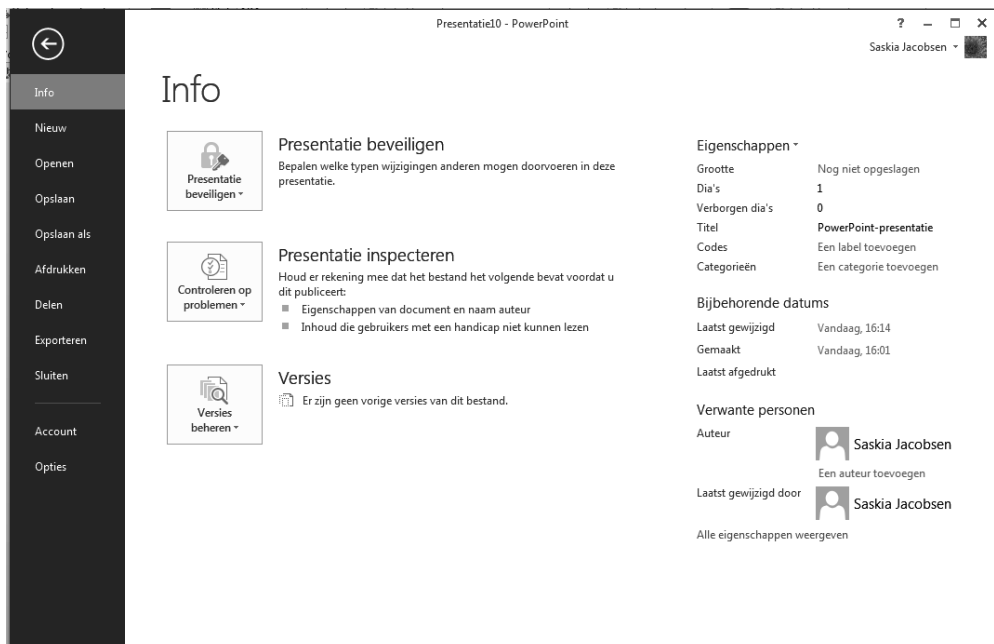 Presentatie10 - PowerPoint
?
Saskia Jacobsen
Info
Nieuw
Openen
Opslaan
Opslaan als
Afdrukken
Delen
Exporteren
Sluiten
Account
Opties
Info
Presentatie
beveiligen
Presentatie beveiligen
Bepalen welke typen wijzigingen anderen mogen doorvoeren in deze
presentatie.
Controleren op
problemen
Presentatie inspecteren
Houd er rekening mee dat het bestand het volgende bevat voordat u
dit publiceert:
Eigenschappen van document en naam auteur
Inhoud die gebruikers met een handicap niet kunnen lezen
Versies
beheren
Versies
Er zijn geen vorige versies van dit bestand.
Eigenschappen
Grootte Nog niet opgeslagen
Dia's 1
Verborgen dia's 0
Titel PowerPoint-presentatie
Codes Een label toevoegen
Categorieën Een categorie toevoegen
Bijbehorende datums
Laatst gewijzigd Vandaag, 16:14
Gemaakt Vandaag, 16:01
Laatst afgedrukt
Verwante personen
Auteur Saskia Jacobsen
Een auteur toevoegen
Laatst gewijzigd door Saskia Jacobsen
Alle eigenschappen weergeven